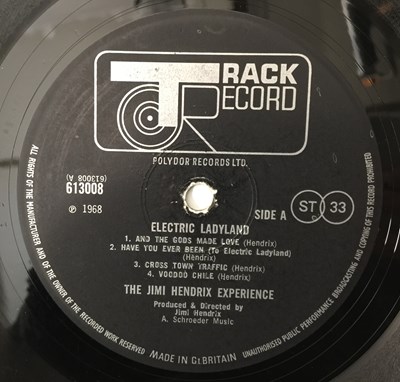 TRACK
RECORD
POLYDOR RECORDS LTD.
(613008 A)
613008
℗ 1968
SIDE A
ST 33
ELECTRIC LADYLAND
1. AND THE GODS MADE LOVE (Hendrix)
2. HAVE YOU EVER BEEN (To Electric Ladyland)
(Hendrix)
3. CROSS TOWN TRAFFIC (Hendrix)
4. VOODOO CHILE (Hendrix)
THE JIMI HENDRIX EXPERIENCE
Produced & Directed by
Jimi Hendrix
A. Schroeder Music
ALL RIGHTS OF THE MANUFACTURER AND OF THE OWNER OF THE RECORDED WORK RESERVED
UNAUTHORISED PUBLIC PERFORMANCE BROADCASTING AND COPYING OF THIS RECORD PROHIBITED
MADE IN Gt BRITAIN